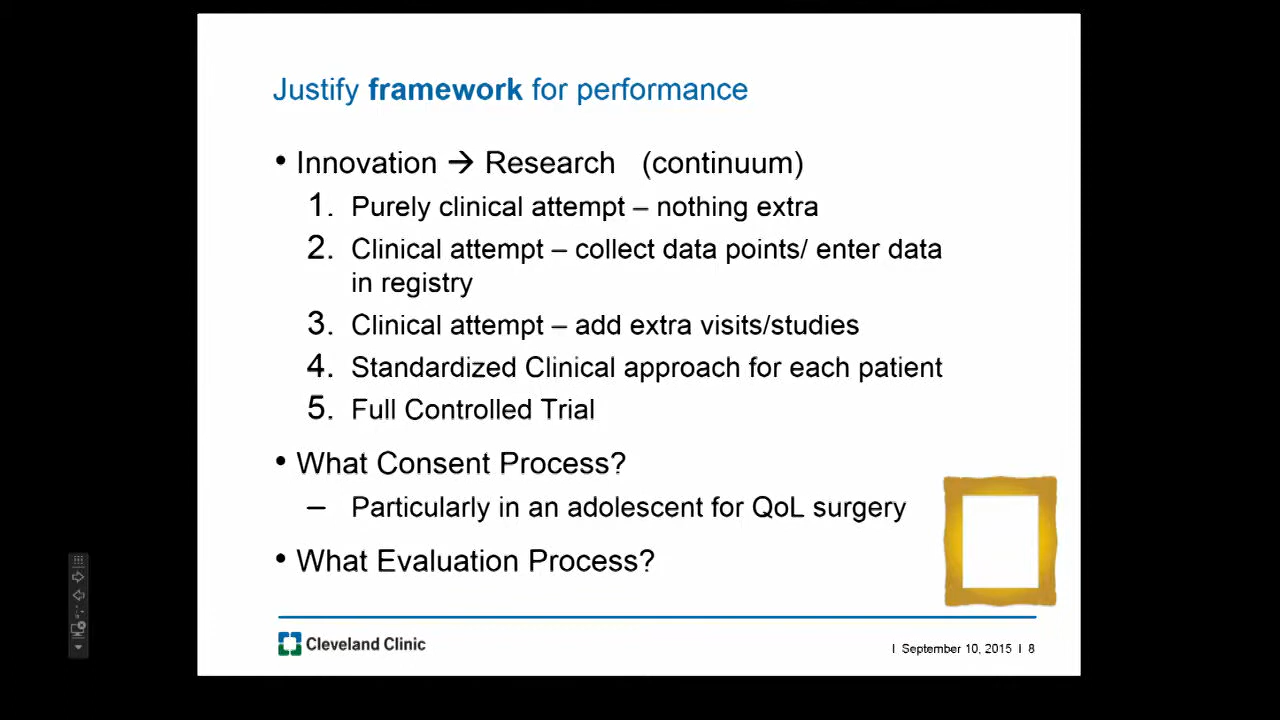 Justify framework for performance
• Innovation → Research (continuum)
1. Purely clinical attempt – nothing extra
2. Clinical attempt – collect data points/ enter data
in registry
3. Clinical attempt – add extra visits/studies
4. Standardized Clinical approach for each patient
5. Full Controlled Trial
• What Consent Process?
– Particularly in an adolescent for QoL surgery
• What Evaluation Process?
Cleveland Clinic
I September 10, 2015 I 8